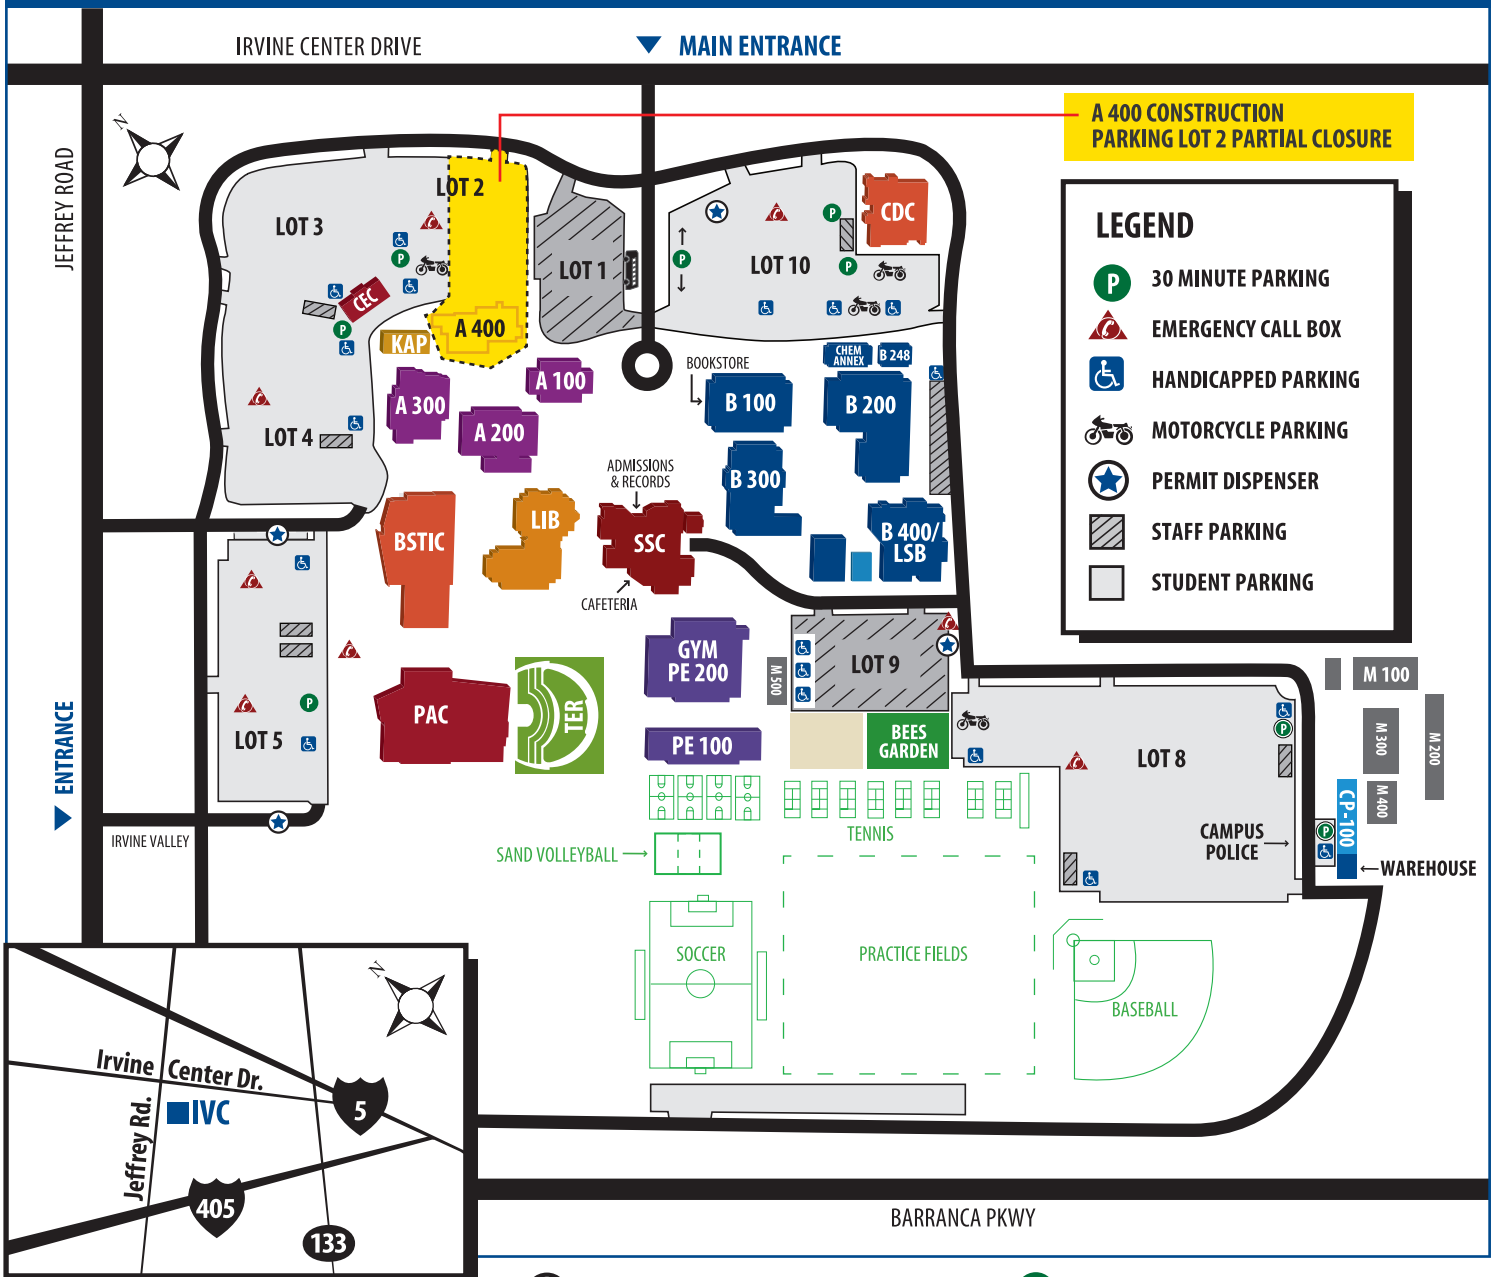 IRVINE CENTER DRIVE
MAIN ENTRANCE
A 400 CONSTRUCTION
PARKING LOT 2 PARTIAL CLOSURE
N
JEFFREY ROAD
LOT 2
LOT 3
LOT 1
LOT 10
P
P
P
P
P
CDC
CEC
P
A 400
KAP
LOT 4
A 300
A 200
A 100
BOOKSTORE
B 100
CHEM
ANNEX
B 248
B 200
B 300
ADMISSIONS
& RECORDS
LIB
SSC
BSTIC
B 400/
LSB
CAFETERIA
LEGEND
P
30 MINUTE PARKING
EMERGENCY CALL BOX
HANDICAPPED PARKING
MOTORCYCLE PARKING
PERMIT DISPENSER
STAFF PARKING
STUDENT PARKING
GYM
PE 200
M 500
LOT 9
M 100
M 200
M 300
M 400
PAC
TER
PE 100
BEES
GARDEN
P
LOT 5
ENTRANCE
P
LOT 8
CP-100
P
CAMPUS
POLICE
WAREHOUSE
IRVINE VALLEY
TENNIS
SAND VOLLEYBALL
SOCCER
PRACTICE FIELDS
BASEBALL
N
Irvine Center Dr.
Jeffrey Rd.
IVC
5
405
133
BARRANCA PKWY